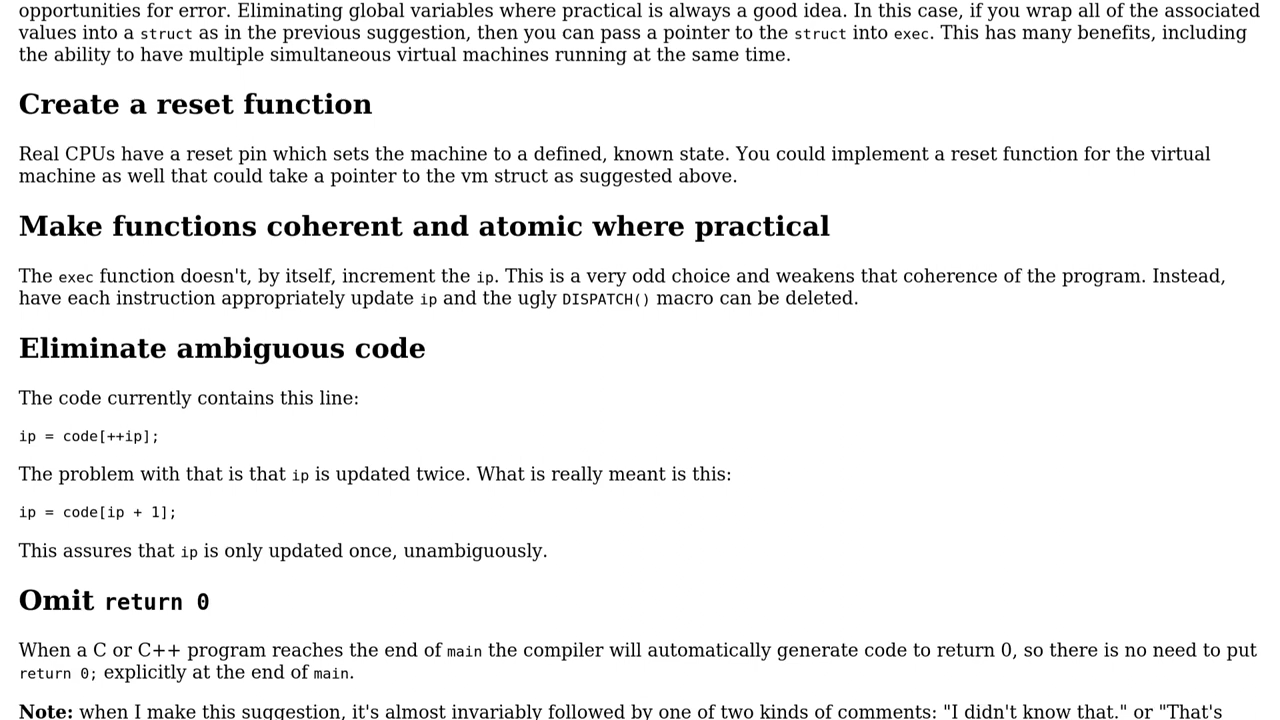 opportunities for error. Eliminating global variables where practical is always a good idea. In this case, if you wrap all of the associated
values into a struct as in the previous suggestion, then you can pass a pointer to the struct into exec. This has many benefits, including
the ability to have multiple simultaneous virtual machines running at the same time.
Create a reset function
Real CPUs have a reset pin which sets the machine to a defined, known state. You could implement a reset function for the virtual
machine as well that could take a pointer to the vm struct as suggested above.
Make functions coherent and atomic where practical
The exec function doesn't, by itself, increment the ip. This is a very odd choice and weakens that coherence of the program. Instead,
have each instruction appropriately update ip and the ugly DISPATCH() macro can be deleted.
Eliminate ambiguous code
The code currently contains this line:
ip = code[++ip];
The problem with that is that ip is updated twice. What is really meant is this:
ip = code[ip + 1];
This assures that ip is only updated once, unambiguously.
Omit return 0
When a C or C++ program reaches the end of main the compiler will automatically generate code to return 0, so there is no need to put
return 0; explicitly at the end of main.
Note: when I make this suggestion, it's almost invariably followed by one of two kinds of comments: "I didn't know that." or "That's